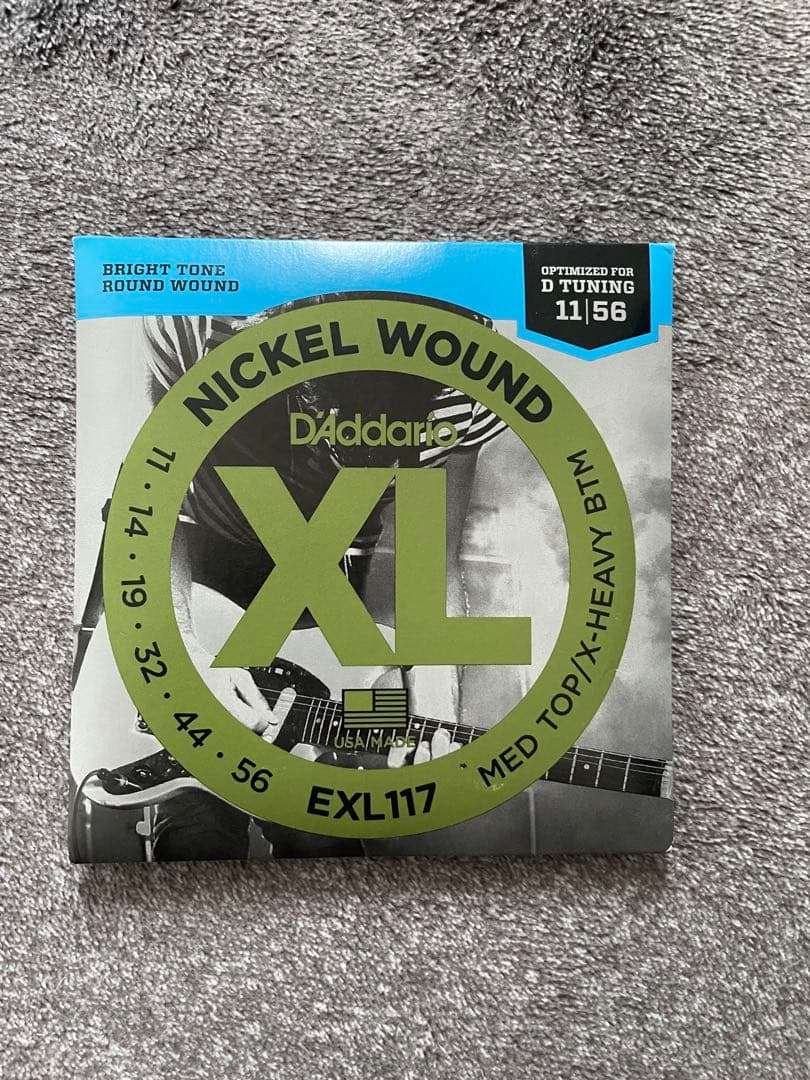 BRIGHT TONE
ROUND WOUND
OPTIMIZED FOR
D TUNING
11|56
NICKEL WOUND
D'Addario
XL
11 · 14 · 19 · 32 · 44 · 56
USA MADE
EXL117
MED TOP/X-HEAVY BTM